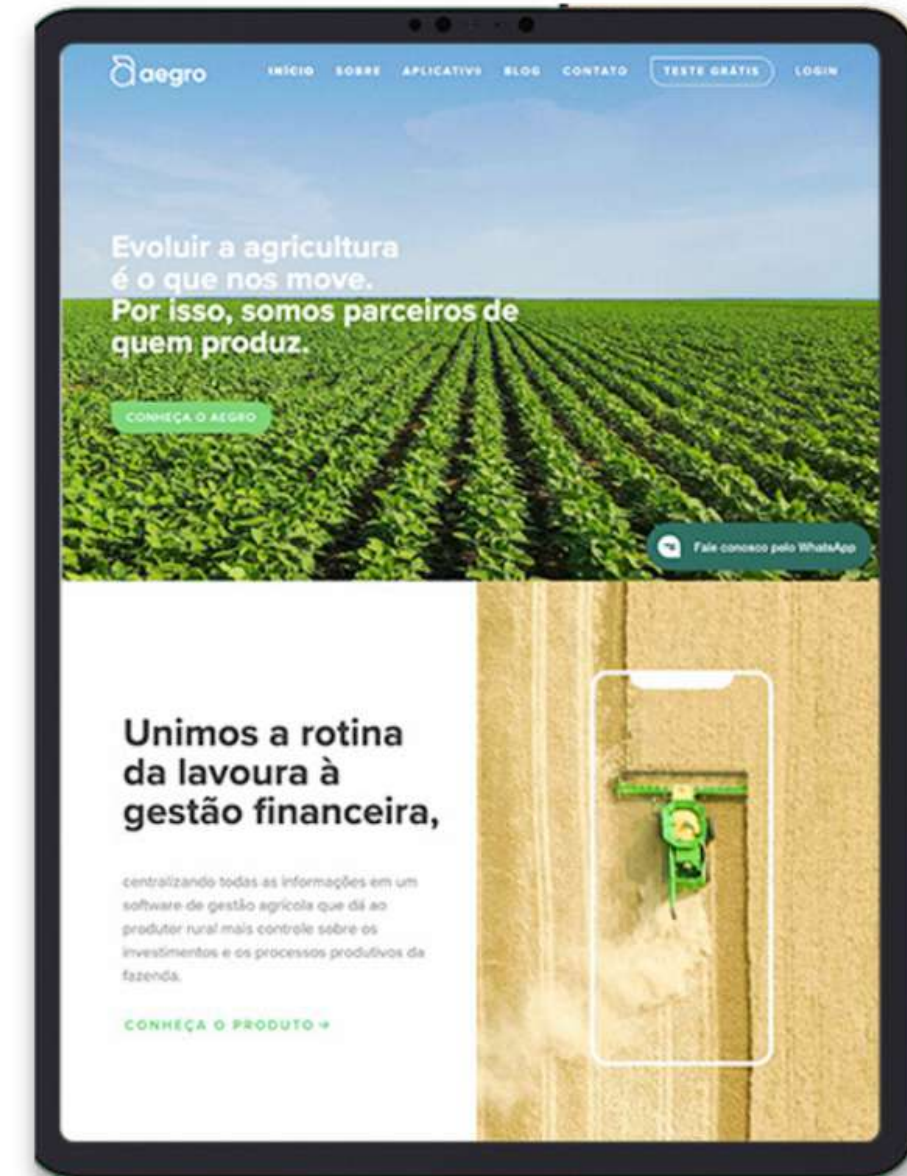 aegro
INÍCIO SOBRE APLICATIVO BLOG CONTATO TESTE GRÁTIS LOGIN
Evoluir a agricultura
é o que nos move.
Por isso, somos parceiros de
quem produz.
CONHEÇA O AEGRO
Fale conosco pelo WhatsApp
Unimos a rotina
da lavoura à
gestão financeira,
centralizando todas as informações em um
software de gestão agrícola que dá ao
produtor rural mais controle sobre os
investimentos e os processos produtivos da
fazenda.
CONHEÇA O PRODUTO →